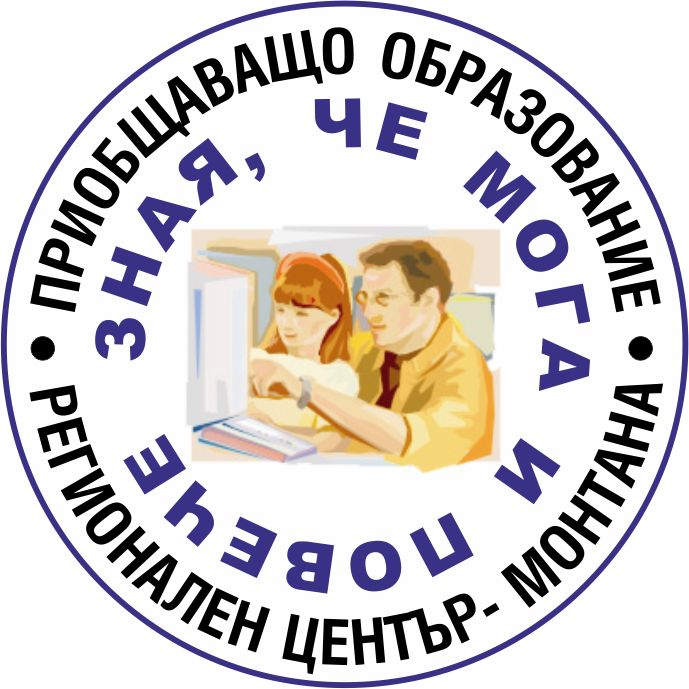 • ПРИОБЩАВАЩО ОБРАЗОВАНИЕ •
РЕГИОНАЛЕН ЦЕНТЪР- МОНТАНА
ЗНАЯ, ЧЕ МОГА И ПОВЕЧЕ